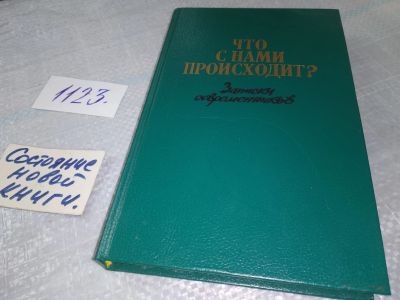 ЧТО
С НАМИ
ПРОИСХОДИТ?
Записки
современников
1123.
Состояние
новой
книги.